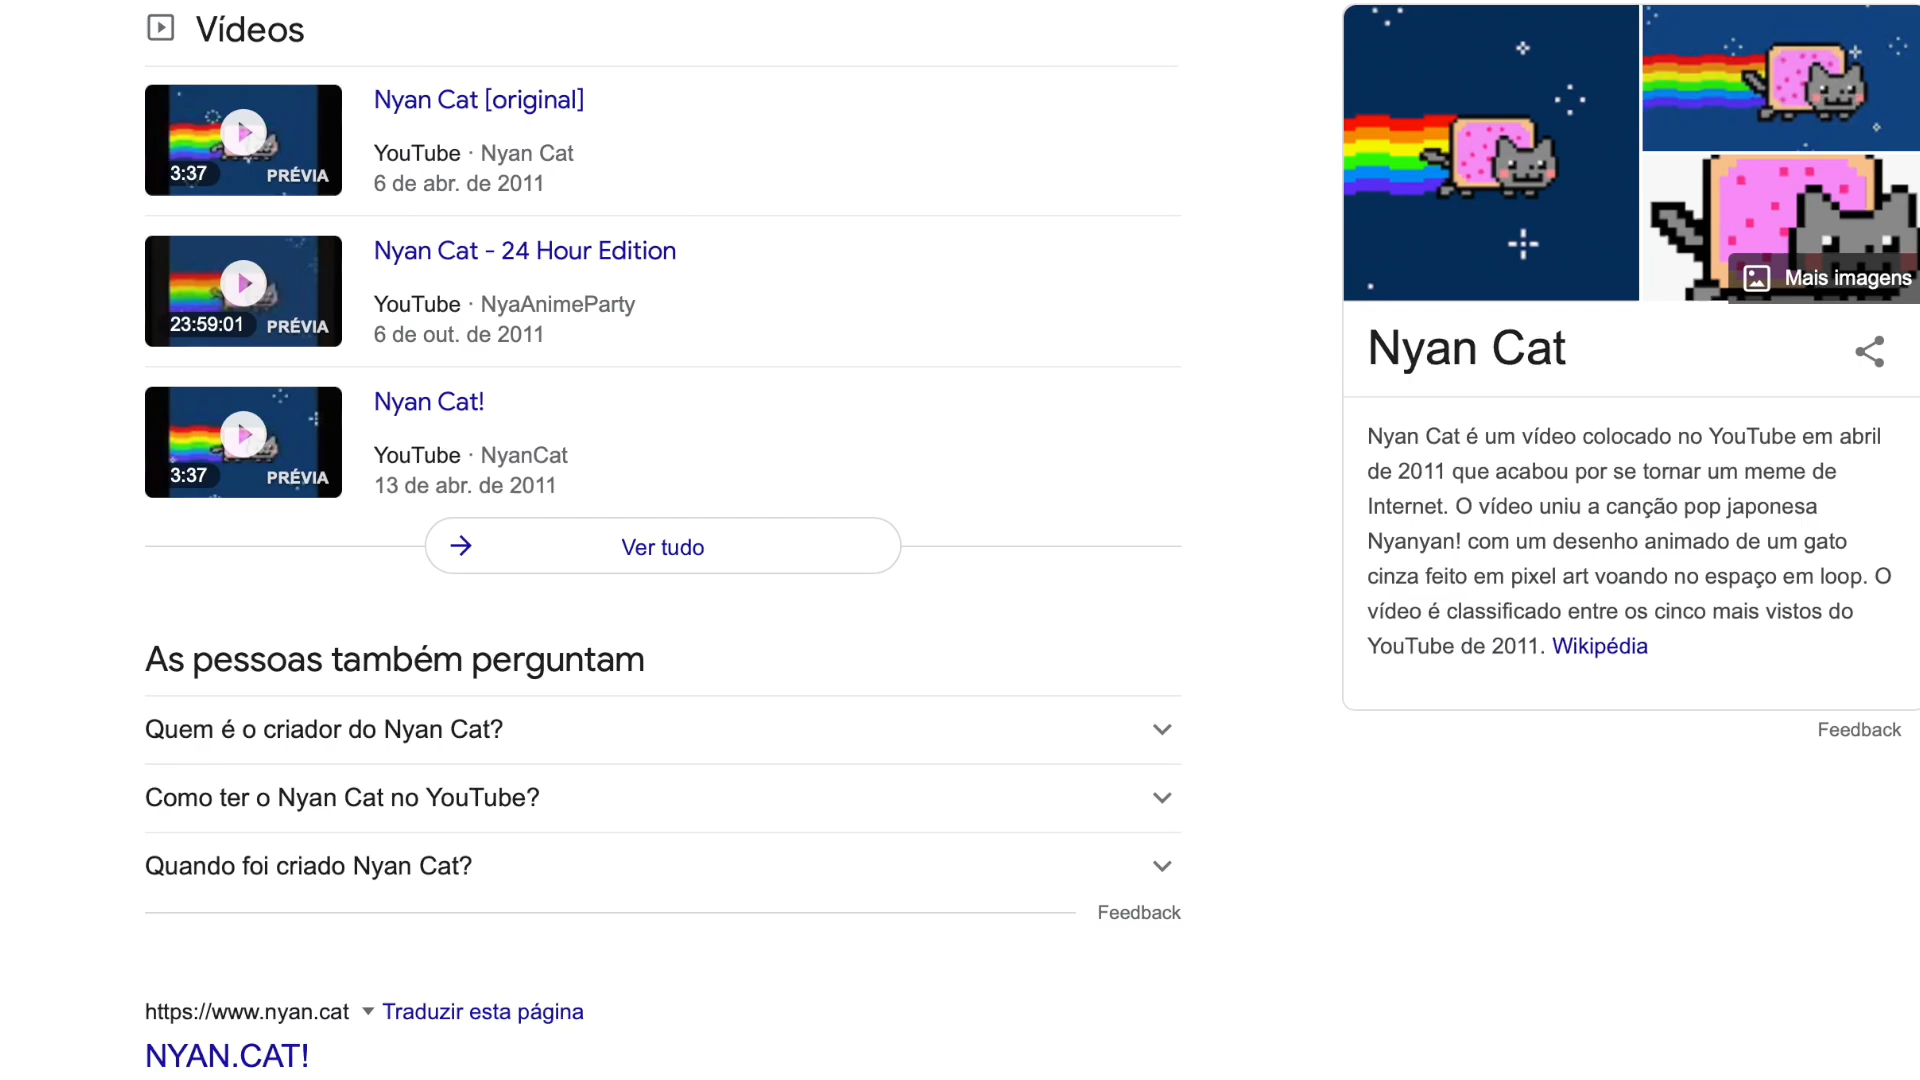 Vídeos
Nyan Cat [original]
YouTube · Nyan Cat
6 de abr. de 2011
3:37
PRÉVIA
Nyan Cat - 24 Hour Edition
YouTube · NyaAnimeParty
6 de out. de 2011
23:59:01
PRÉVIA
Nyan Cat!
YouTube · NyanCat
13 de abr. de 2011
3:37
PRÉVIA
Ver tudo
As pessoas também perguntam
Quem é o criador do Nyan Cat?
Como ter o Nyan Cat no YouTube?
Quando foi criado Nyan Cat?
Feedback
https://www.nyan.cat
Traduzir esta página
NYAN.CAT!
Mais imagens
Nyan Cat
Nyan Cat é um vídeo colocado no YouTube em abril
de 2011 que acabou por se tornar um meme de
Internet. O vídeo uniu a canção pop japonesa
Nyanyan! com um desenho animado de um gato
cinza feito em pixel art voando no espaço em loop. O
vídeo é classificado entre os cinco mais vistos do
YouTube de 2011. Wikipédia
Feedback